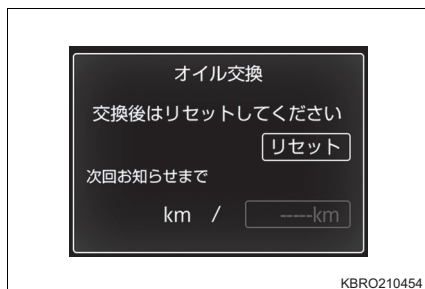 オイル交換
交換後はリセットしてください
リセット
次回お知らせまで
km / -----km
KBRO210454